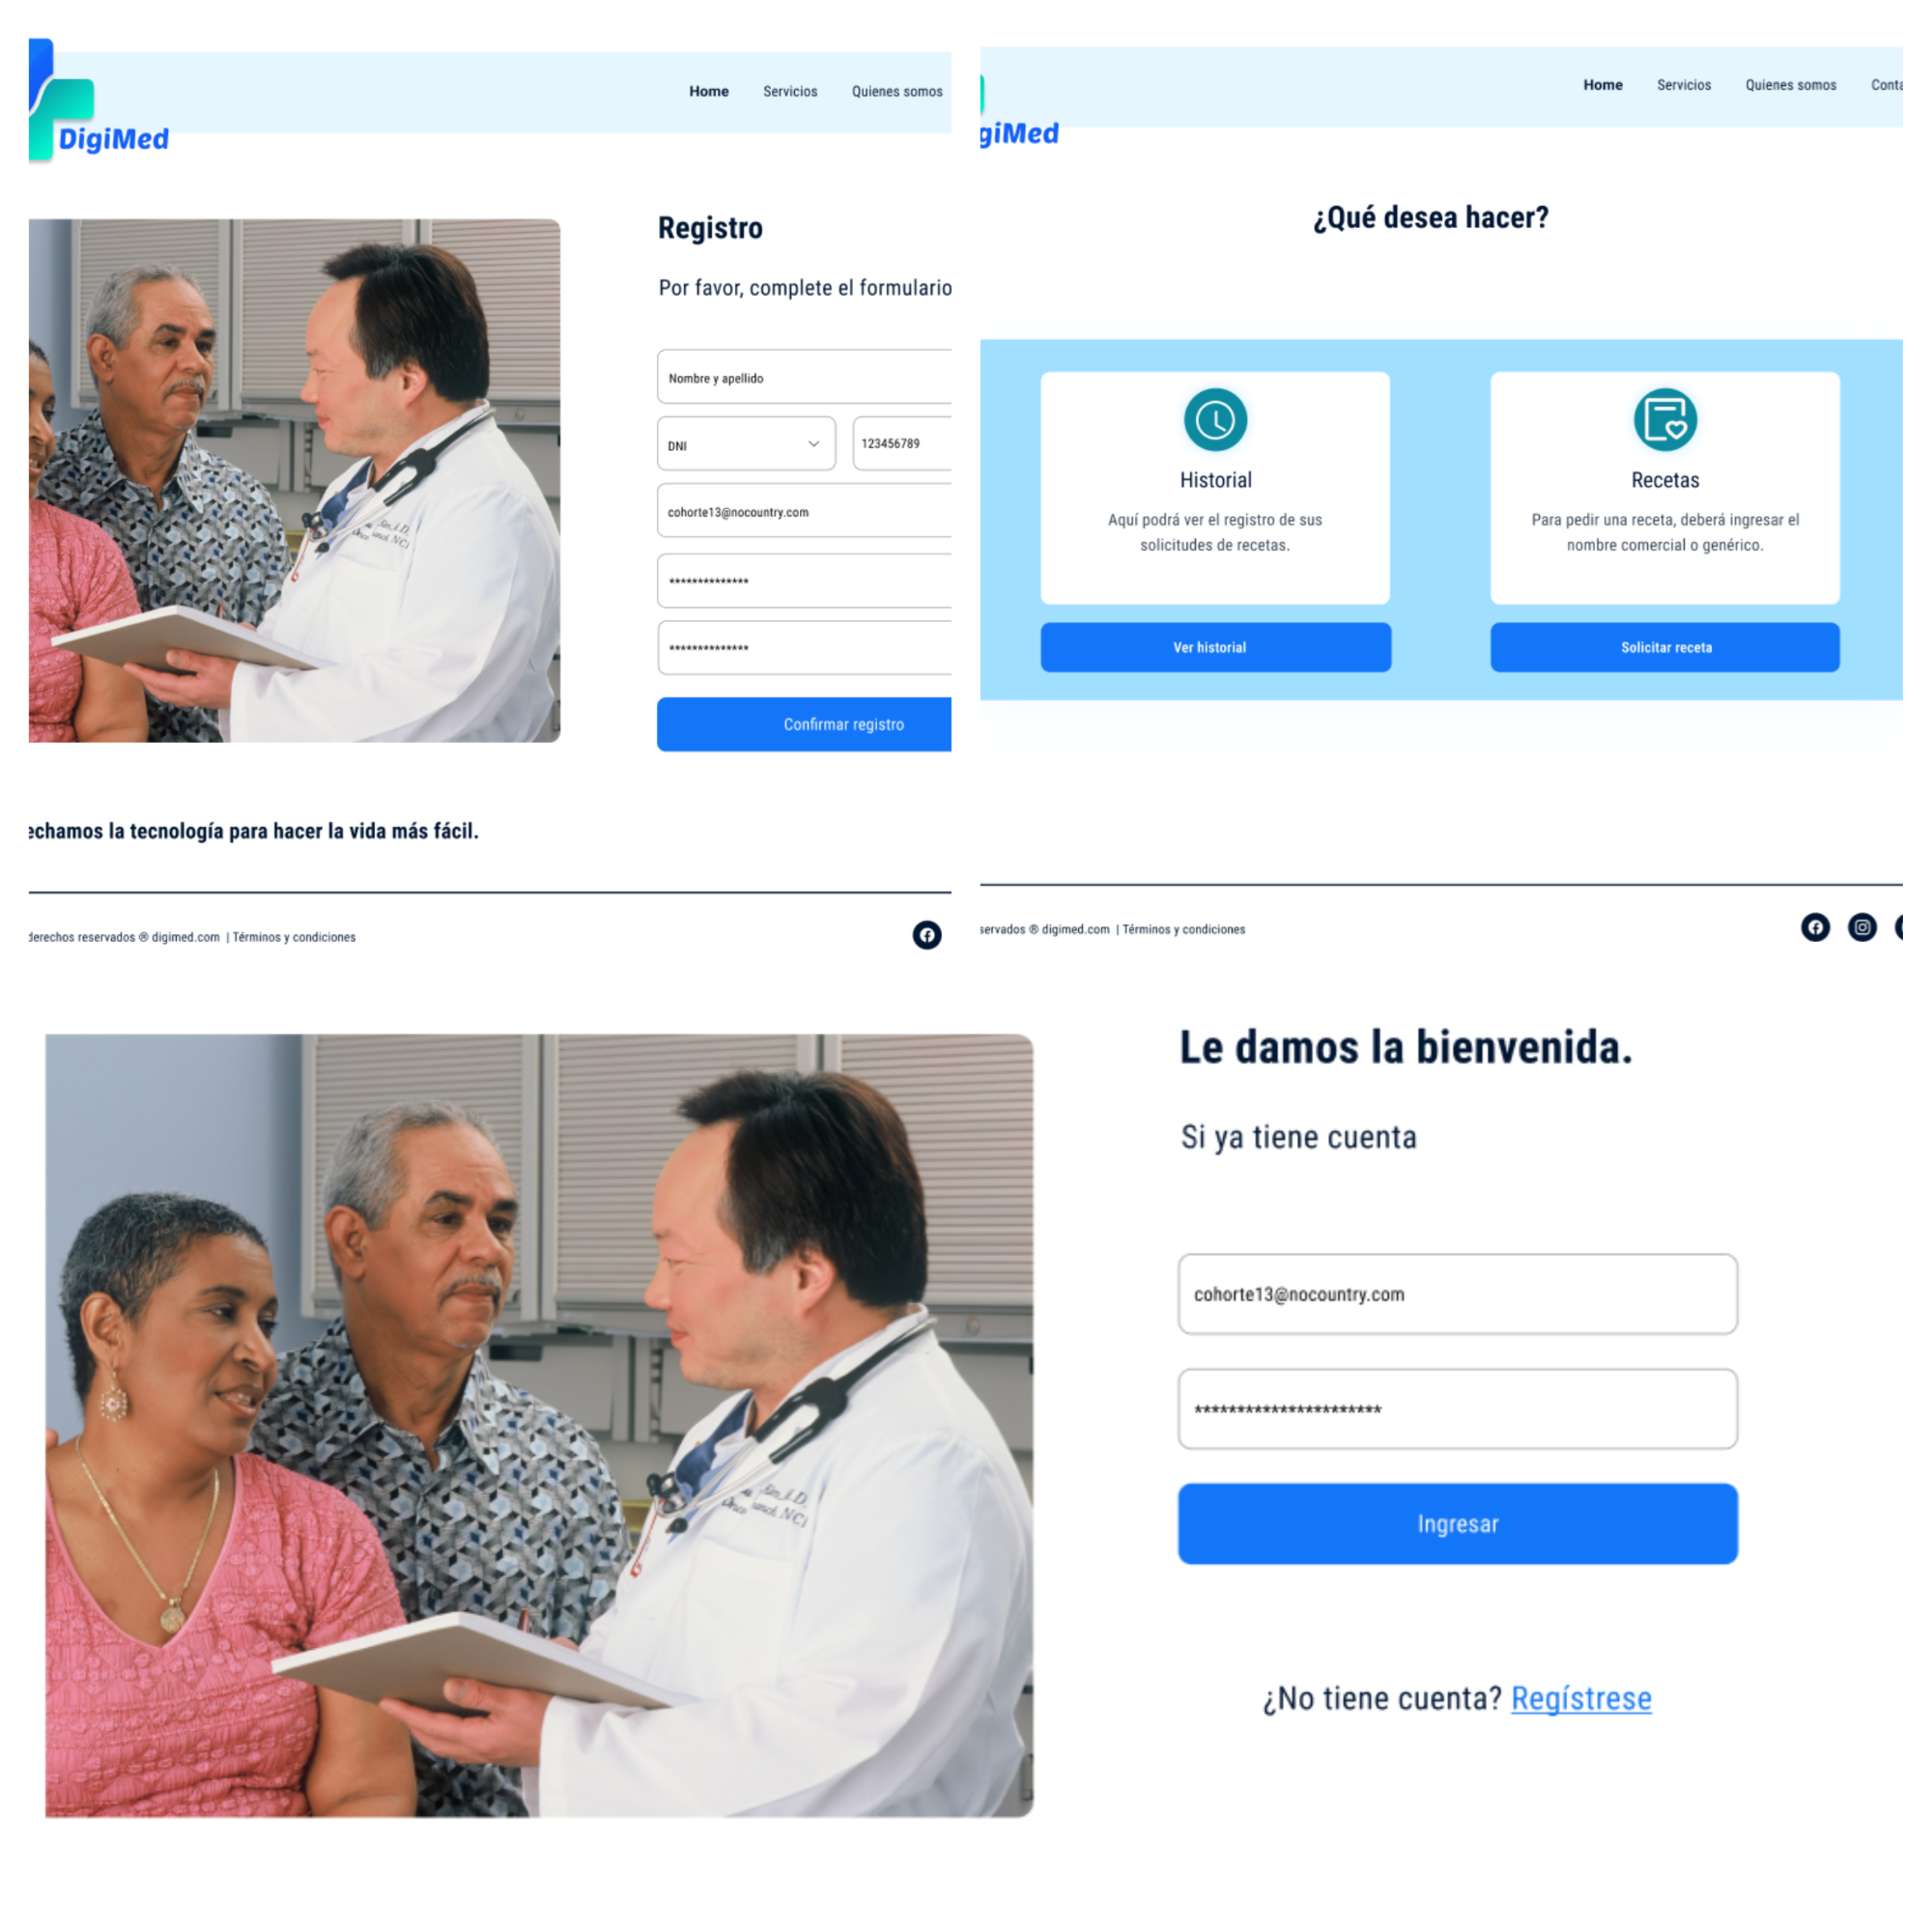 DigiMed
Home Servicios Quienes somos
Registro
Por favor, complete el formulario
Nombre y apellido
DNI 123456789
cohorte13@nocountry.com
**************
**************
Confirmar registro
echamos la tecnología para hacer la vida más fácil.
derechos reservados ® digimed.com | Términos y condiciones
giMed
Home Servicios Quienes somos Conta
¿Qué desea hacer?
Historial
Aquí podrá ver el registro de sus
solicitudes de recetas.
Ver historial
Recetas
Para pedir una receta, deberá ingresar el
nombre comercial o genérico.
Solicitar receta
servados ® digimed.com | Términos y condiciones
Le damos la bienvenida.
Si ya tiene cuenta
cohorte13@nocountry.com
**********************
Ingresar
¿No tiene cuenta? Regístrese